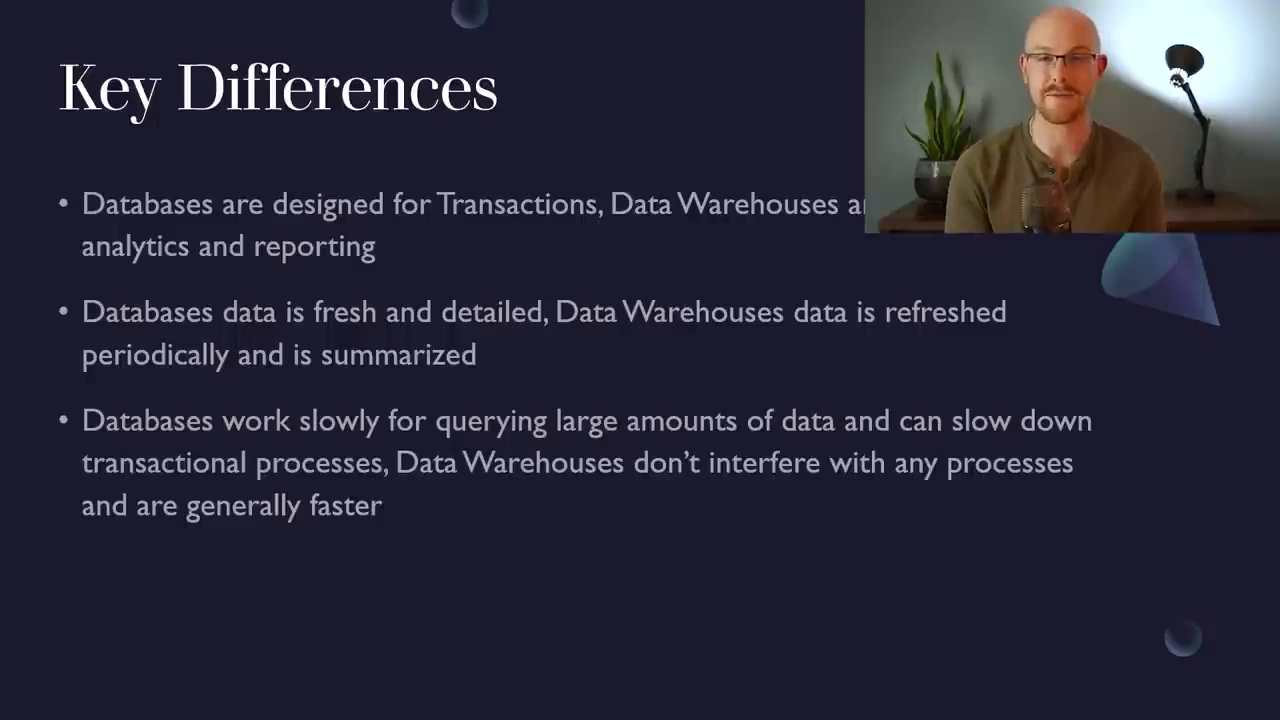 Key Differences
• Databases are designed for Transactions, Data Warehouses
analytics and reporting
• Databases data is fresh and detailed, Data Warehouses data is refreshed
periodically and is summarized
• Databases work slowly for querying large amounts of data and can slow down
transactional processes, Data Warehouses don’t interfere with any processes
and are generally faster